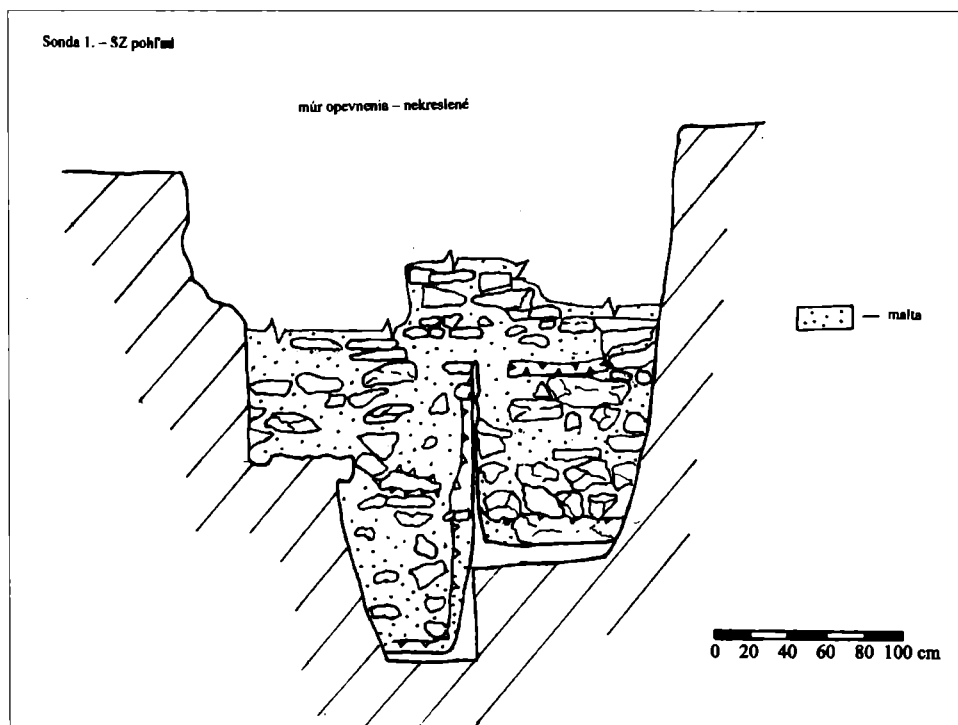 Sonda 1. – SZ pohľad
múr opevnenia – nekreslené
— malta
0 20 40 60 80 100 cm